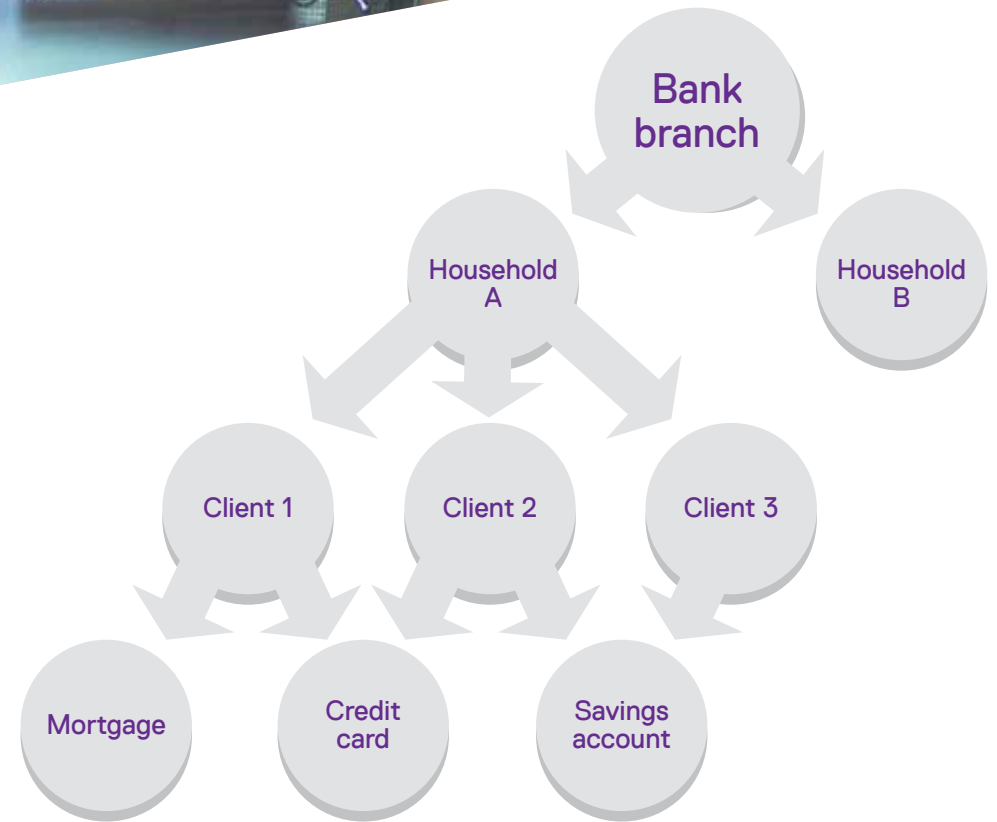 Bank
branch
Household
A
Household
B
Client 1
Client 2
Client 3
Mortgage
Credit
card
Savings
account